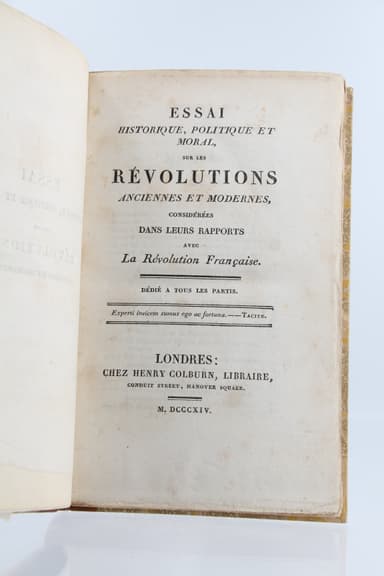 ESSAI
HISTORIQUE, POLITIQUE ET
MORAL,
SUR LES
RÉVOLUTIONS
ANCIENNES ET MODERNES,
CONSIDÉRÉES
DANS LEURS RAPPORTS
AVEC
La Révolution Française.
DÉDIÉ A TOUS LES PARTIS.
Experti invicem sumus ego ac fortuna.——TACITE.
LONDRES:
CHEZ HENRY COLBURN, LIBRAIRE,
CONDUIT STREET, HANOVER SQUARE.
M, DCCCXIV.